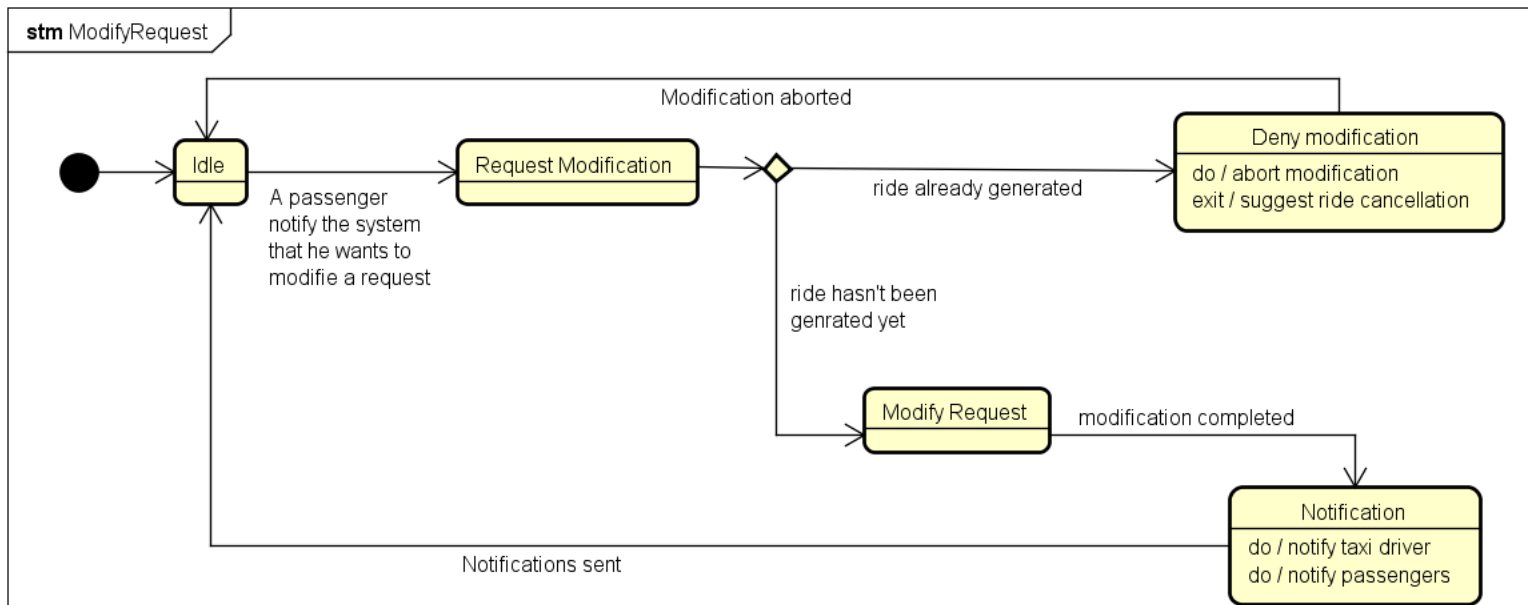 stm ModifyRequest
Modification aborted
Idle
Request Modification
Deny modification
do / abort modification
exit / suggest ride cancellation
ride already generated
A passenger
notify the system
that he wants to
modifie a request
ride hasn't been
genrated yet
Modify Request
modification completed
Notification
do / notify taxi driver
do / notify passengers
Notifications sent